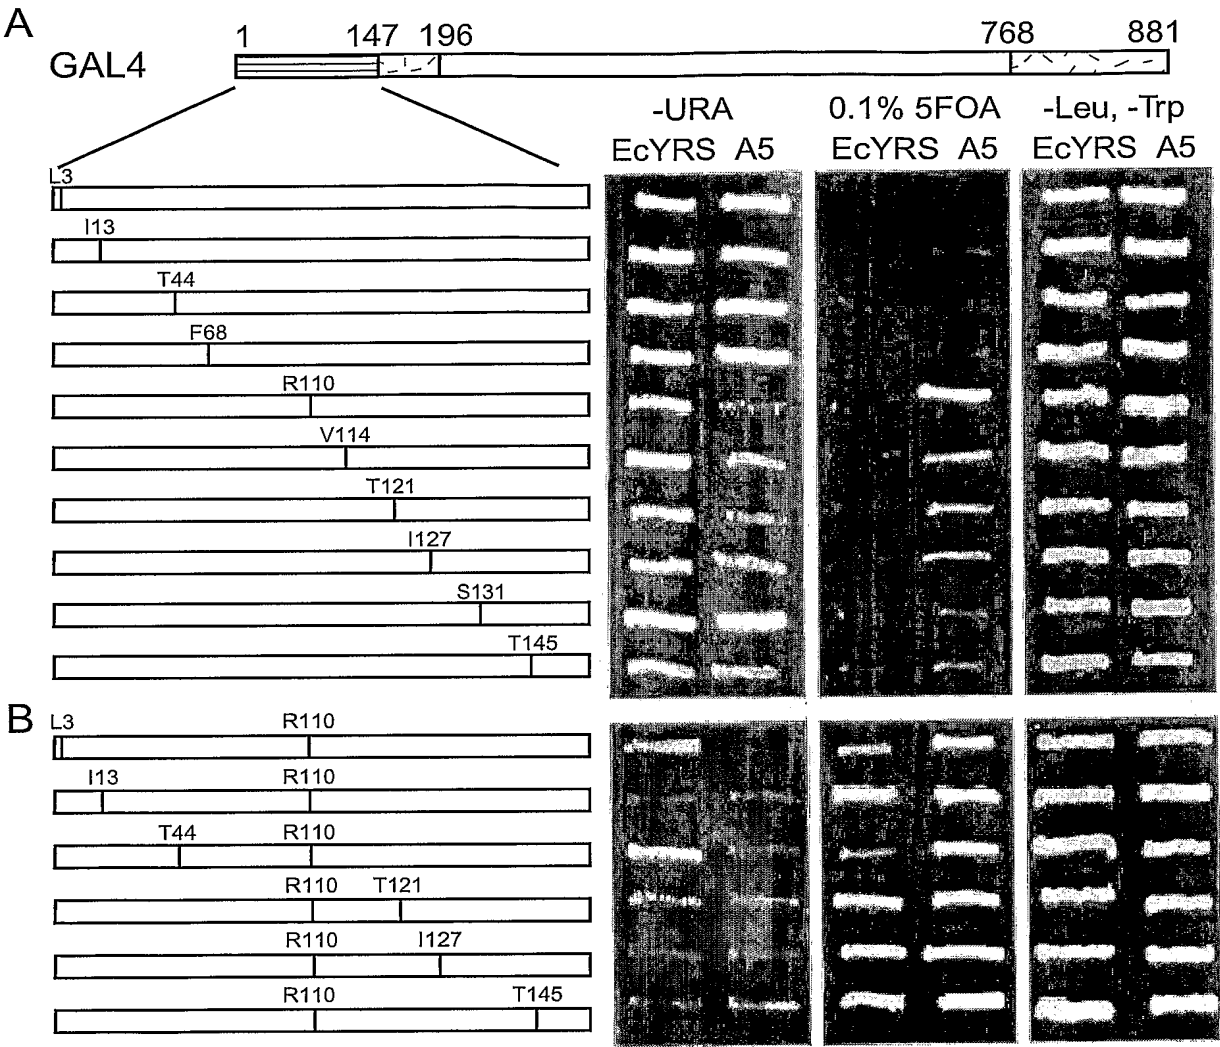 A
1 147 196 768 881
GAL4
-URA 0.1% 5FOA -Leu, -Trp
EcYRS A5 EcYRS A5 EcYRS A5
L3
I13
T44
F68
R110
V114
T121
I127
S131
T145
B
L3 R110
I13 R110
T44 R110
R110 T121
R110 I127
R110 T145